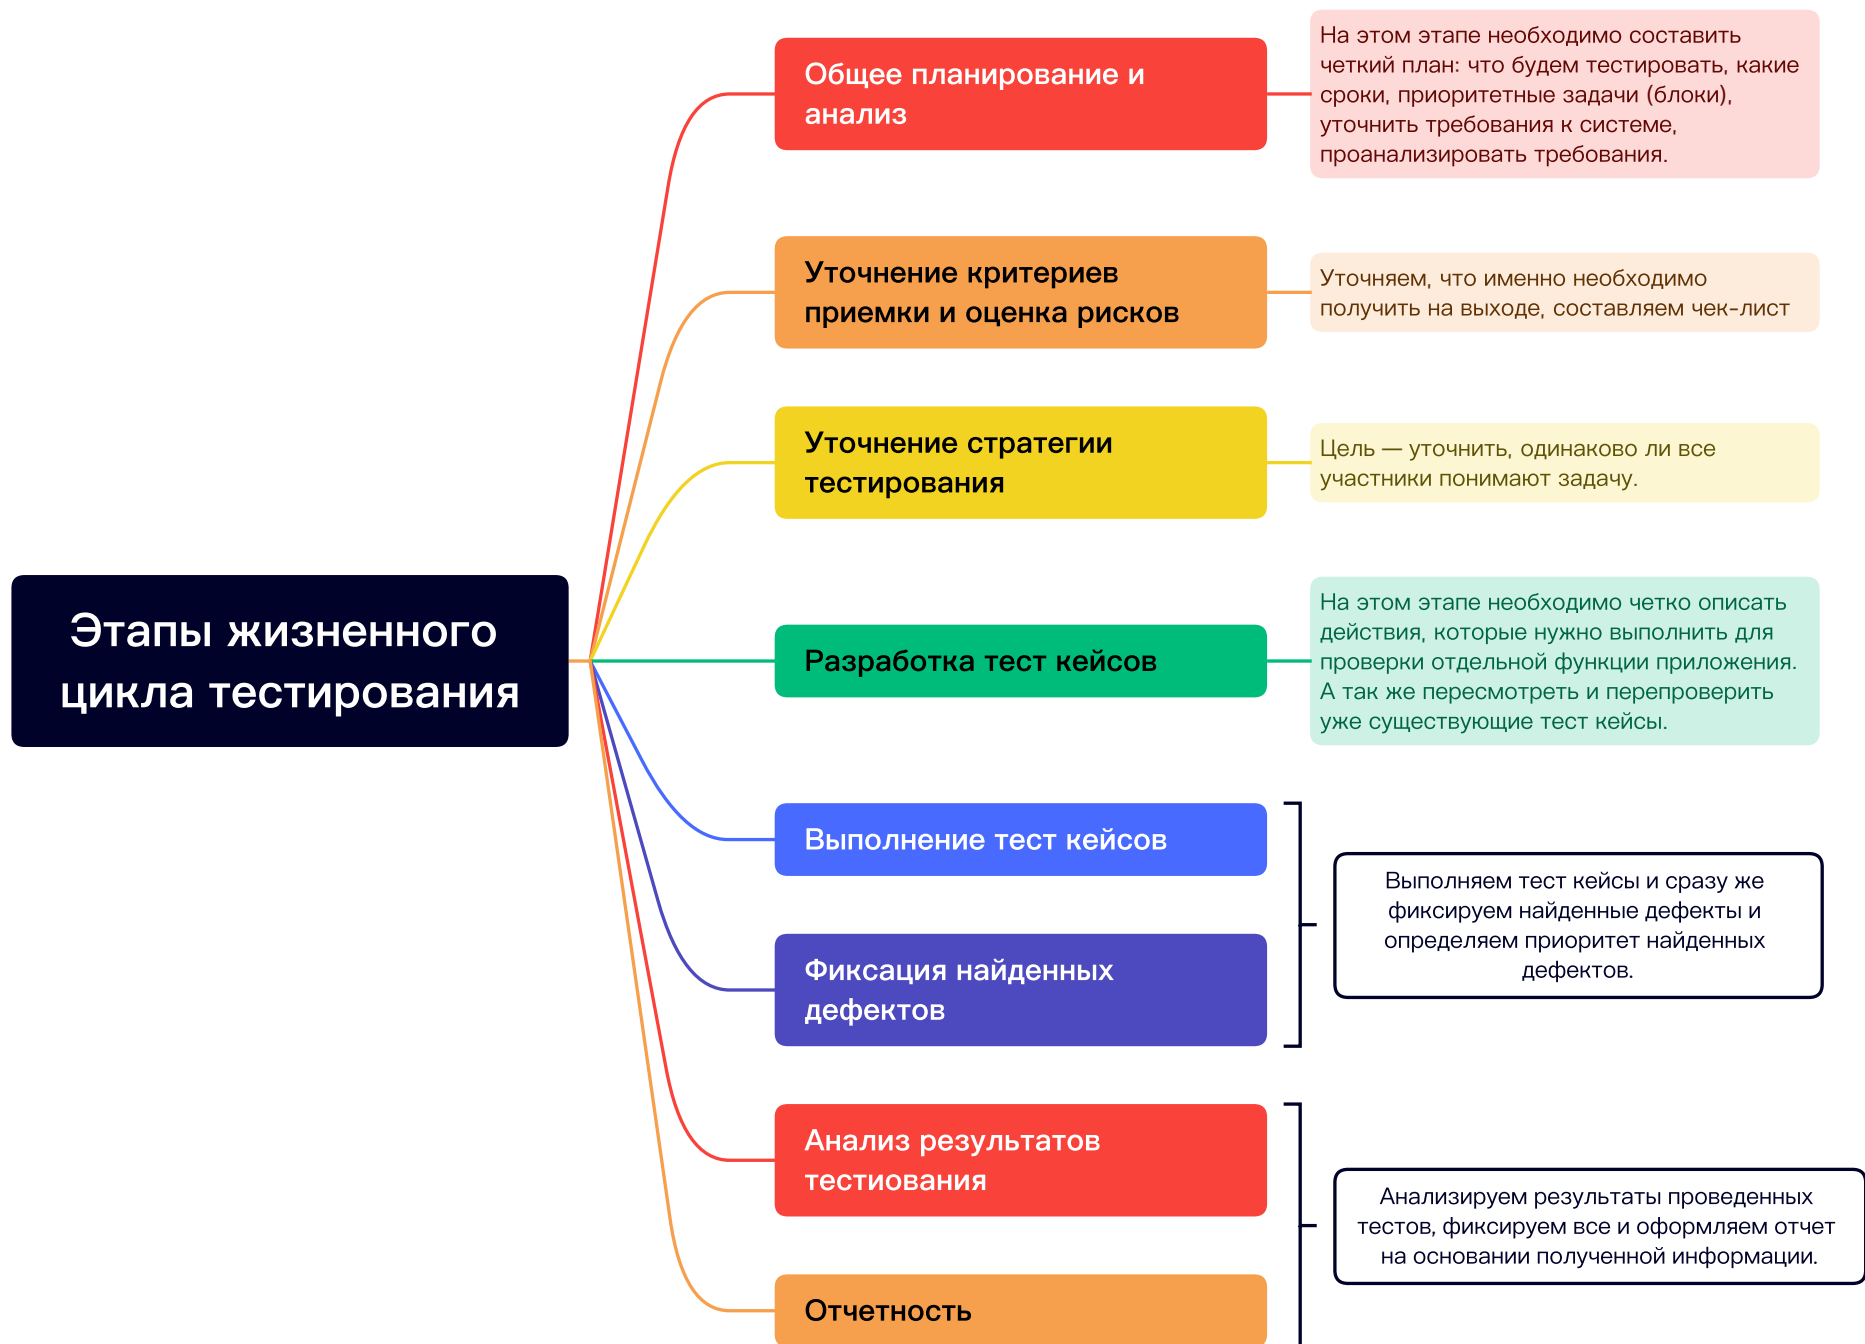 Этапы жизненного
цикла тестирования
Общее планирование и
анализ
На этом этапе необходимо составить
четкий план: что будем тестировать, какие
сроки, приоритетные задачи (блоки),
уточнить требования к системе,
проанализировать требования.
Уточнение критериев
приемки и оценка рисков
Уточняем, что именно необходимо
получить на выходе, составляем чек-лист
Уточнение стратегии
тестирования
Цель — уточнить, одинаково ли все
участники понимают задачу.
Разработка тест кейсов
На этом этапе необходимо четко описать
действия, которые нужно выполнить для
проверки отдельной функции приложения.
А так же пересмотреть и перепроверить
уже существующие тест кейсы.
Выполнение тест кейсов
Фиксация найденных
дефектов
Выполняем тест кейсы и сразу же
фиксируем найденные дефекты и
определяем приоритет найденных
дефектов.
Анализ результатов
тестиования
Отчетность
Анализируем результаты проведенных
тестов, фиксируем все и оформляем отчет
на основании полученной информации.